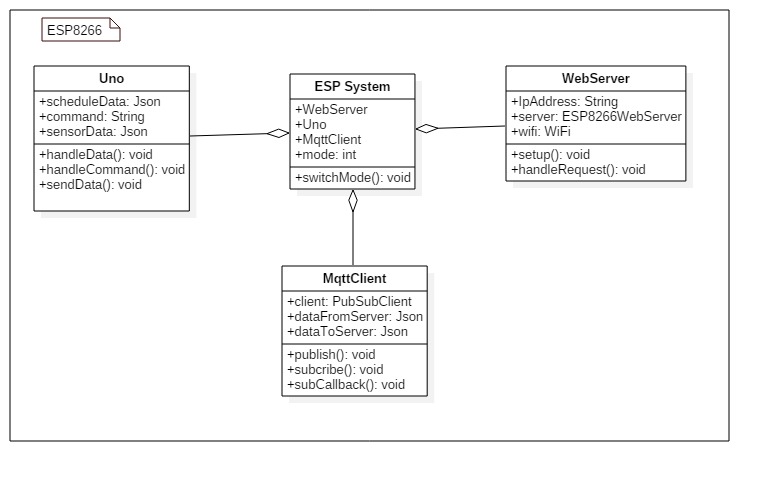 ESP8266
Uno
+scheduleData: Json
+command: String
+sensorData: Json
+handleData(): void
+handleCommand(): void
+sendData(): void
ESP System
+WebServer
+Uno
+MqttClient
+mode: int
+switchMode(): void
WebServer
+IpAddress: String
+server: ESP8266WebServer
+wifi: WiFi
+setup(): void
+handleRequest(): void
MqttClient
+client: PubSubClient
+dataFromServer: Json
+dataToServer: Json
+publish(): void
+subcribe(): void
+subCallback(): void